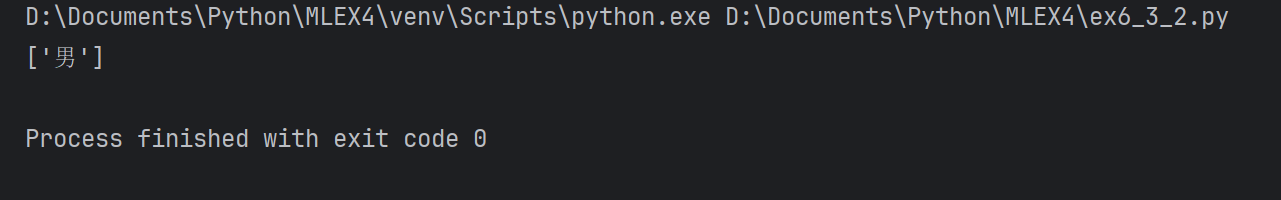 D:\Documents\Python\MLEX4\venv\Scripts\python.exe D:\Documents\Python\MLEX4\ex6_3_2.py
['男']
Process finished with exit code 0